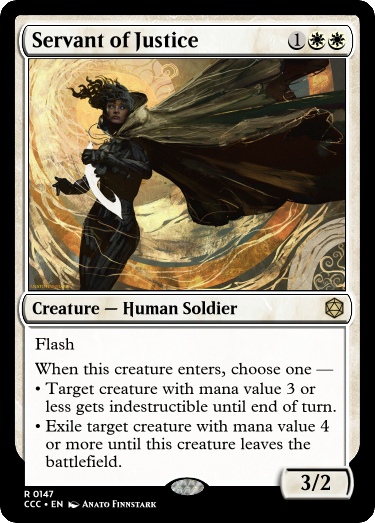 Servant of Justice 1
Creature — Human Soldier
Flash
When this creature enters, choose one —
• Target creature with mana value 3 or
less gets indestructible until end of turn.
• Exile target creature with mana value 4
or more until this creature leaves the
battlefield.
3/2
R 0147
CCC • EN Anato Finnstark